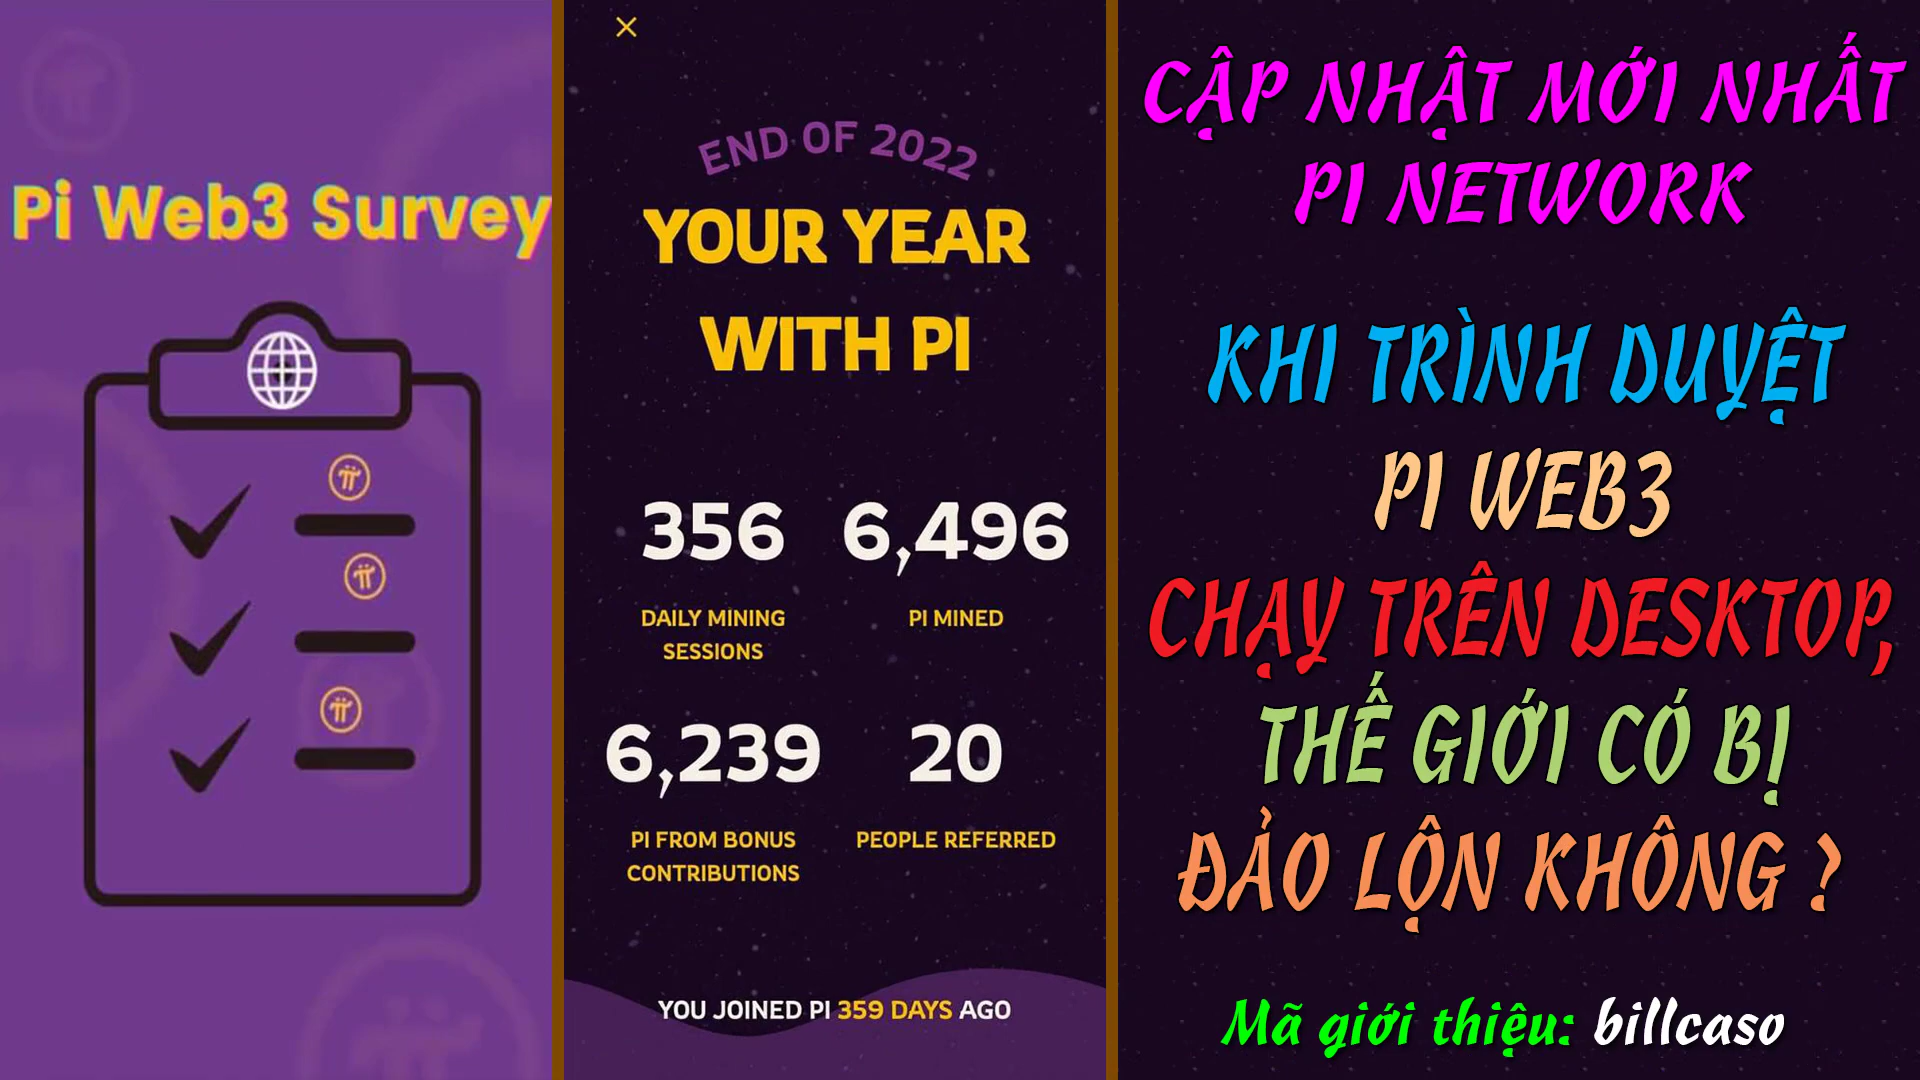 Pi Web3 Survey
END OF 2022
YOUR YEAR
WITH PI
356
DAILY MINING
SESSIONS
6,496
PI MINED
6,239
PI FROM BONUS
CONTRIBUTIONS
20
PEOPLE REFERRED
YOU JOINED PI 359 DAYS AGO
CẬP NHẬT MỚI NHẤT
PI NETWORK
KHI TRÌNH DUYỆT
PI WEB3
CHẠY TRÊN DESKTOP,
THẾ GIỚI CÓ BỊ
ĐẢO LỘN KHÔNG ?
Mã giới thiệu: billcaso